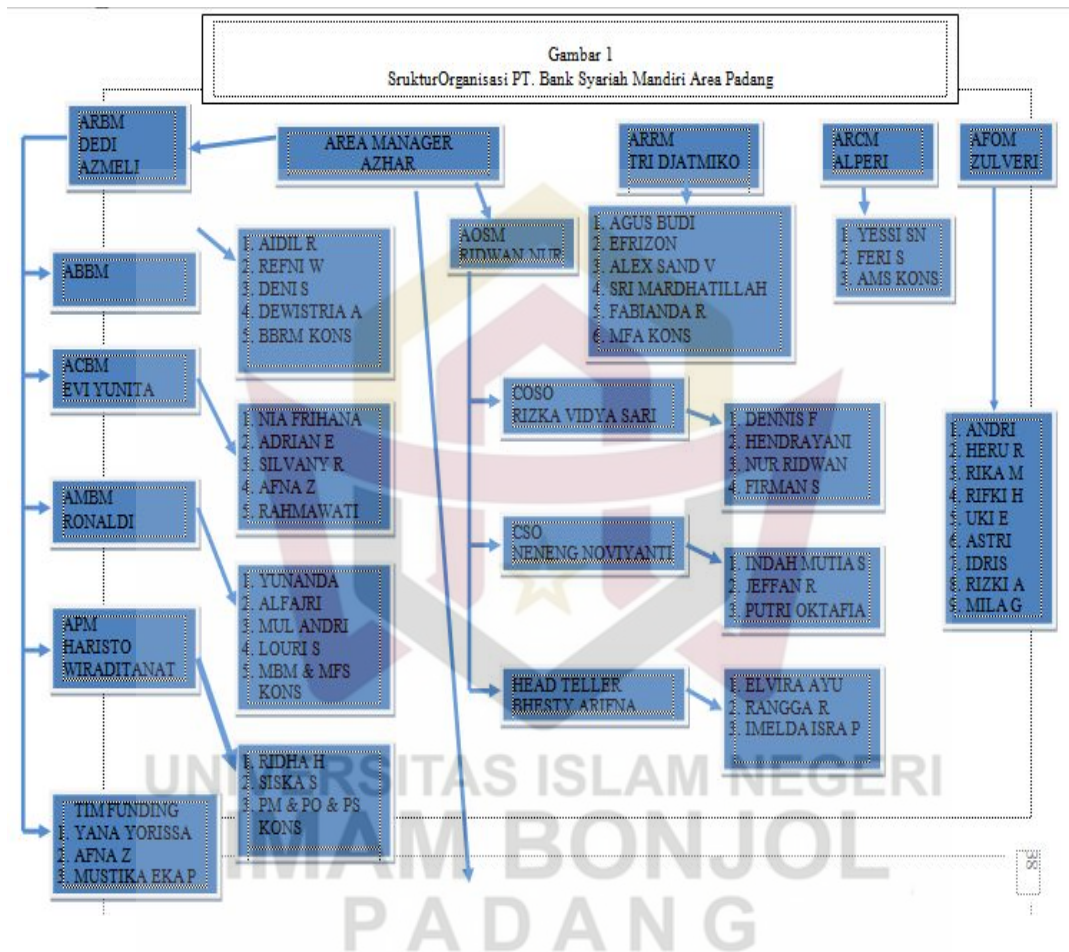 Gambar 1
SrukturOrganisasi PT. Bank Syariah Mandiri Area Padang
ARBM
DEDI
AZMELI
AREA MANAGER
AZHAR
ARRM
TRI DJATMIKO
ARCM
ALPERI
AFOM
ZULVERI
ABBM
1. AIDIL R
2. REFNI W
3. DENI S
4. DEWISTRIA A
5. BBRM KONS
AOSM
RIDWAN NUR
1. AGUS BUDI
2. EFRIZON
3. ALEX SAND V
4. SRI MARDHATILLAH
5. FABIANDA R
6. MFA KONS
1. YESSI SN
2. FERI S
3. AMS KONS
ACBM
EVI YUNITA
1. NIA FRIHANA
2. ADRIAN E
3. SILVANY R
4. AFNA Z
5. RAHMAWATI
COSO
RIZKA VIDYA SARI
1. DENNIS F
2. HENDRAYANI
3. NUR RIDWAN
4. FIRMAN S
1. ANDRI
2. HERU R
3. RIKA M
4. RIFKI H
5. UKI E
6. ASTRI
7. IDRIS
8. RIZKI A
9. MILA G
AMBM
RONALDI
1. YUNANDA
2. ALFAJRI
3. MUL ANDRI
4. LOURI S
5. MBM & MFS
KONS
CSO
NENENG NOVIYANTI
1. INDAH MUTIA S
2. JEFFAN R
3. PUTRI OKTAFIA
APM
HARISTO
WIRADITANAT
1. RIDHA H
2. SISKA S
3. PM & PO & PS
KONS
HEAD TELLER
BHESTY ARIFNA
1. ELVIRA AYU
2. RANGGA R
3. IMELDA ISRA P
TIM FUNDING
1. YANA YORISSA
2. AFNA Z
3. MUSTIKA EKA P
38
UNIVERSITAS ISLAM NEGERI
IMAM BONJOL
PADANG